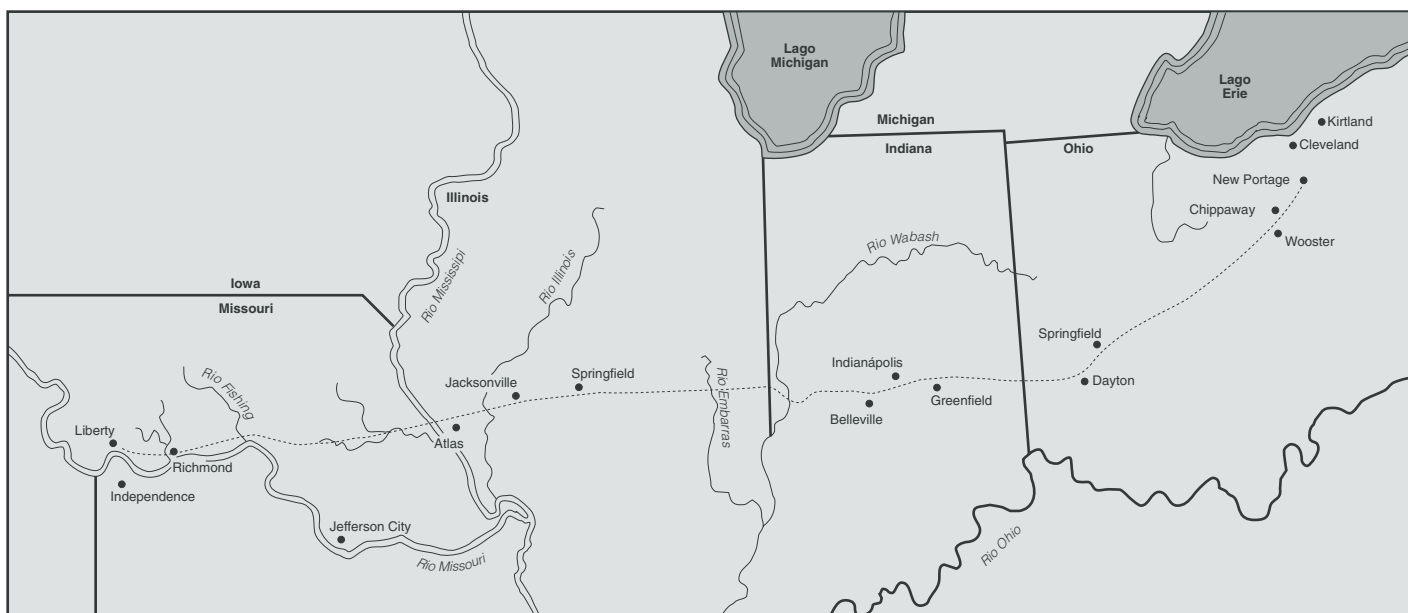 Lago
Michigan
Lago
Erie
Michigan
Indiana
Ohio
Kirtland
Cleveland
New Portage
Chippaway
Wooster
Illinois
Rio Mississipi
Rio Illinois
Rio Wabash
Iowa
Missouri
Rio Fishing
Jacksonville
Springfield
Rio Embarras
Indianápolis
Belleville
Greenfield
Springfield
Dayton
Liberty
Richmond
Independence
Atlas
Jefferson City
Rio Missouri
Rio Ohio